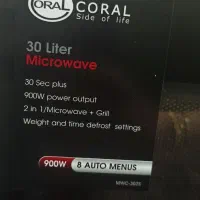 ORAL CORAL
Side of life
30 Liter
Microwave
30 Sec plus
900W power output
2 in 1/Microwave + Grill
Weight and time defrost settings
900W 8 AUTO MENUS